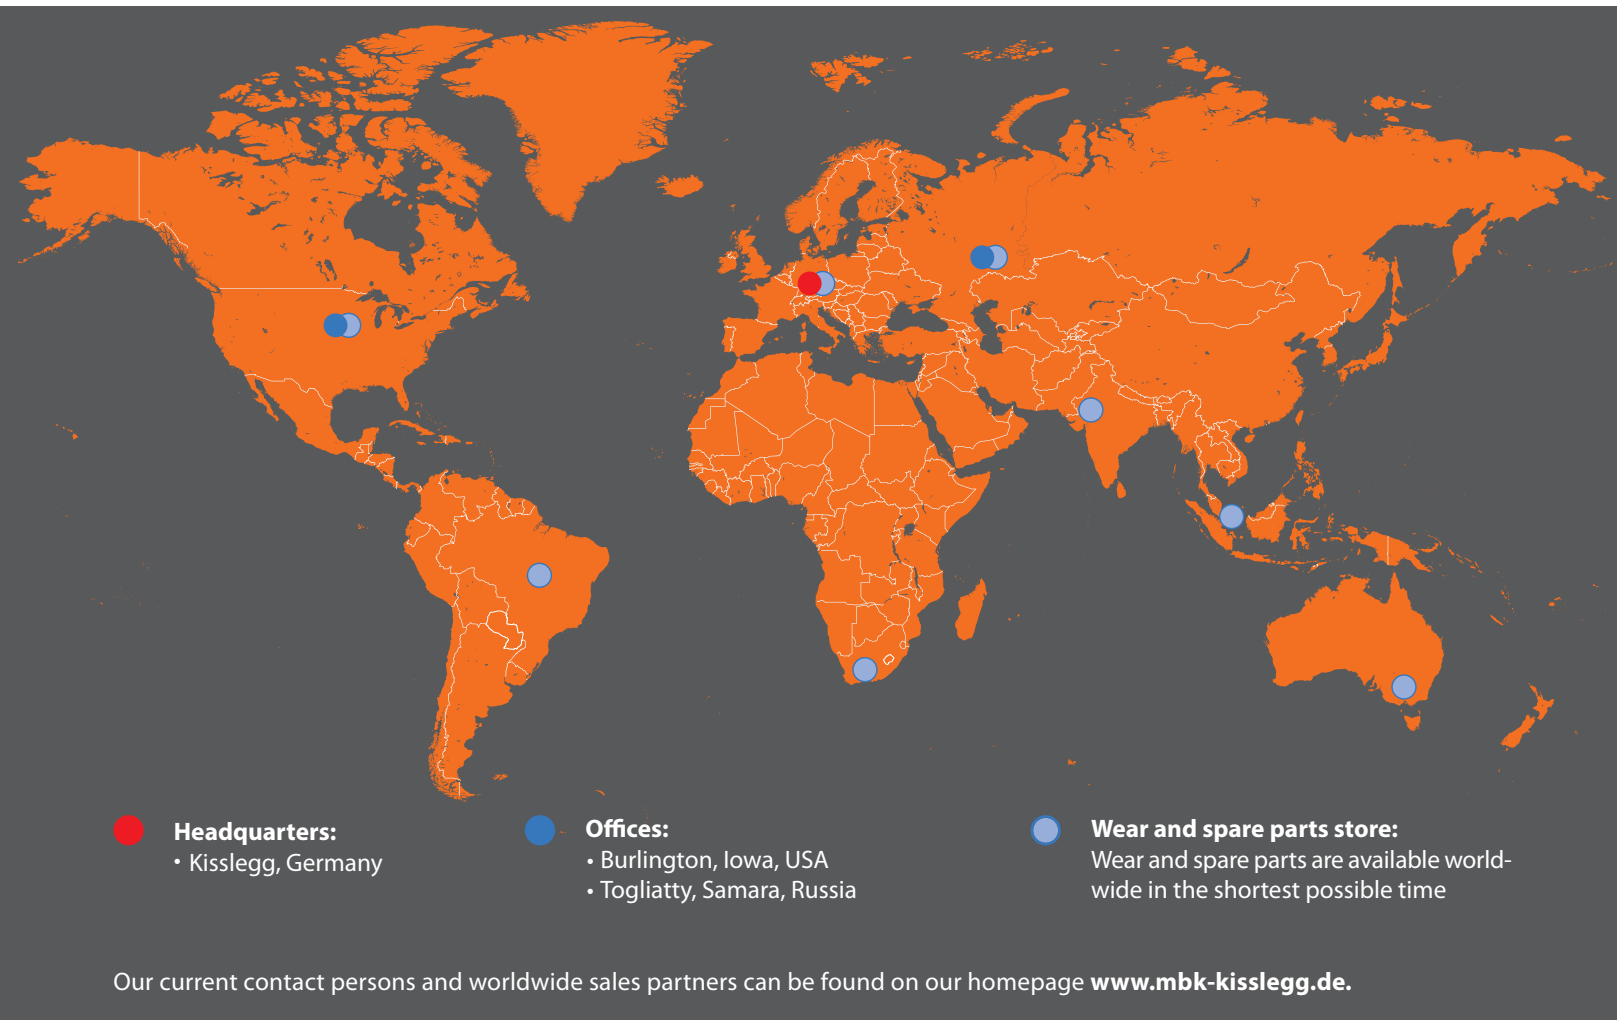 Headquarters:
• Kisslegg, Germany
Offices:
• Burlington, Iowa, USA
• Togliatty, Samara, Russia
Wear and spare parts store:
Wear and spare parts are available world-
wide in the shortest possible time
Our current contact persons and worldwide sales partners can be found on our homepage www.mbk-kisslegg.de.